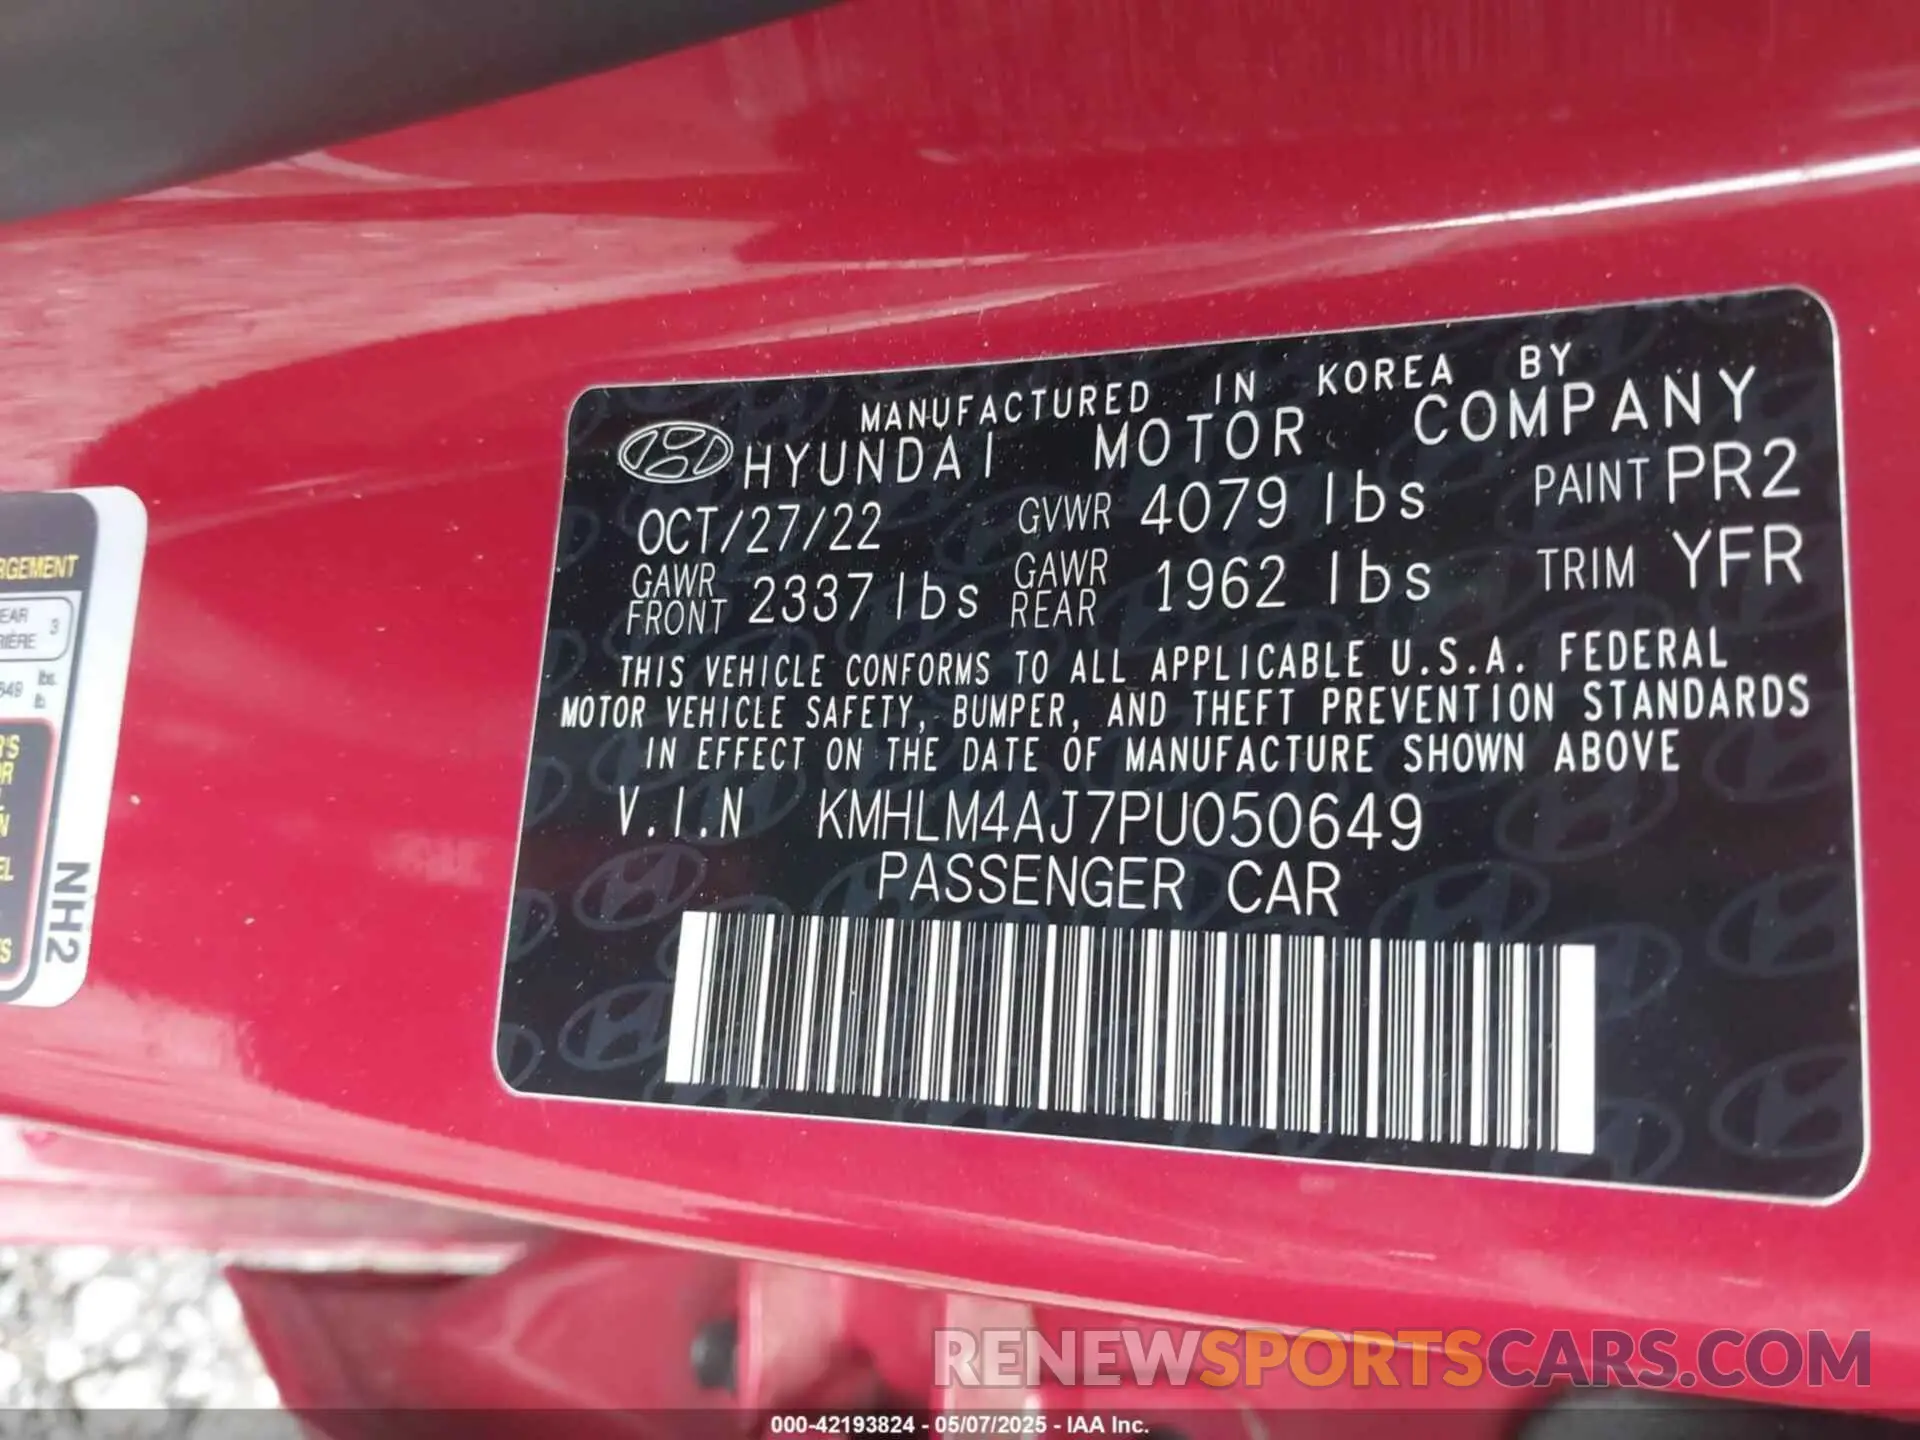 MANUFACTURED IN KOREA BY
HYUNDAI MOTOR COMPANY
OCT/27/22 GVWR 4079 lbs PAINT PR2
GAWR FRONT 2337 lbs GAWR REAR 1962 lbs TRIM YFR
THIS VEHICLE CONFORMS TO ALL APPLICABLE U.S.A. FEDERAL
MOTOR VEHICLE SAFETY, BUMPER, AND THEFT PREVENTION STANDARDS
IN EFFECT ON THE DATE OF MANUFACTURE SHOWN ABOVE
V.I.N KMHLM4AJ7PU050649
PASSENGER CAR
3
lbs.
lb
NH2
RENEWSPORTSCARS.COM
000-42193824 - 05/07/2025 - IAA Inc.